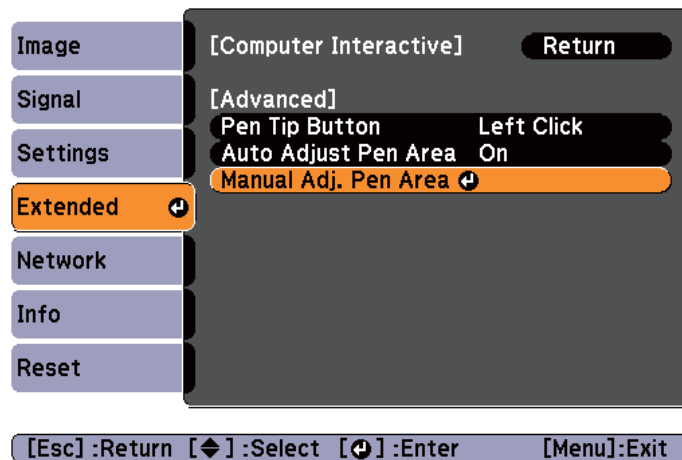 Image
Signal
Settings
Extended
Network
Info
Reset
[Computer Interactive] Return
[Advanced]
Pen Tip Button Left Click
Auto Adjust Pen Area On
Manual Adj. Pen Area
[Esc] :Return [ ] :Select [ ] :Enter [Menu]:Exit